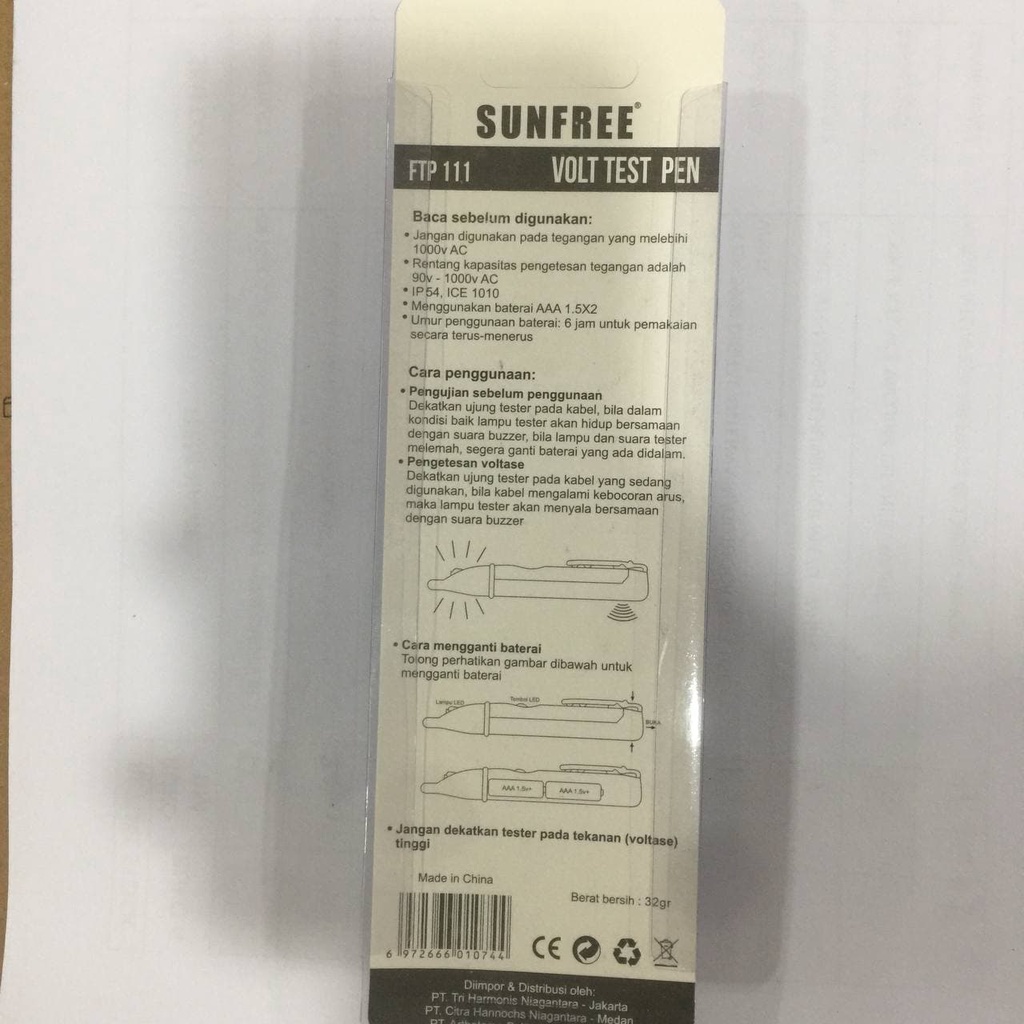 SUNFREE®
FTP 111 VOLT TEST PEN
Baca sebelum digunakan:
• Jangan digunakan pada tegangan yang melebihi
1000v AC
• Rentang kapasitas pengetesan tegangan adalah
90v - 1000v AC
• IP54, ICE 1010
• Menggunakan baterai AAA 1.5X2
• Umur penggunaan baterai: 6 jam untuk pemakaian
secara terus-menerus
Cara penggunaan:
• Pengujian sebelum penggunaan
Dekatkan ujung tester pada kabel, bila dalam
kondisi baik lampu tester akan hidup bersamaan
dengan suara buzzer, bila lampu dan suara tester
melemah, segera ganti baterai yang ada didalam.
• Pengetesan voltase
Dekatkan ujung tester pada kabel yang sedang
digunakan, bila kabel mengalami kebocoran arus,
maka lampu tester akan menyala bersamaan
dengan suara buzzer
• Cara mengganti baterai
Tolong perhatikan gambar dibawah untuk
mengganti baterai
Lampu LED Tombol LED
BUKA
AAA 1.5v+ AAA 1.5v+
• Jangan dekatkan tester pada tekanan (voltase)
tinggi
Made in China
Berat bersih : 32gr
6 972666 010744
CE
Diimpor & Distribusi oleh:
PT. Tri Harmonis Niagantara - Jakarta
PT. Citra Hannochs Niagantara - Medan
PT.